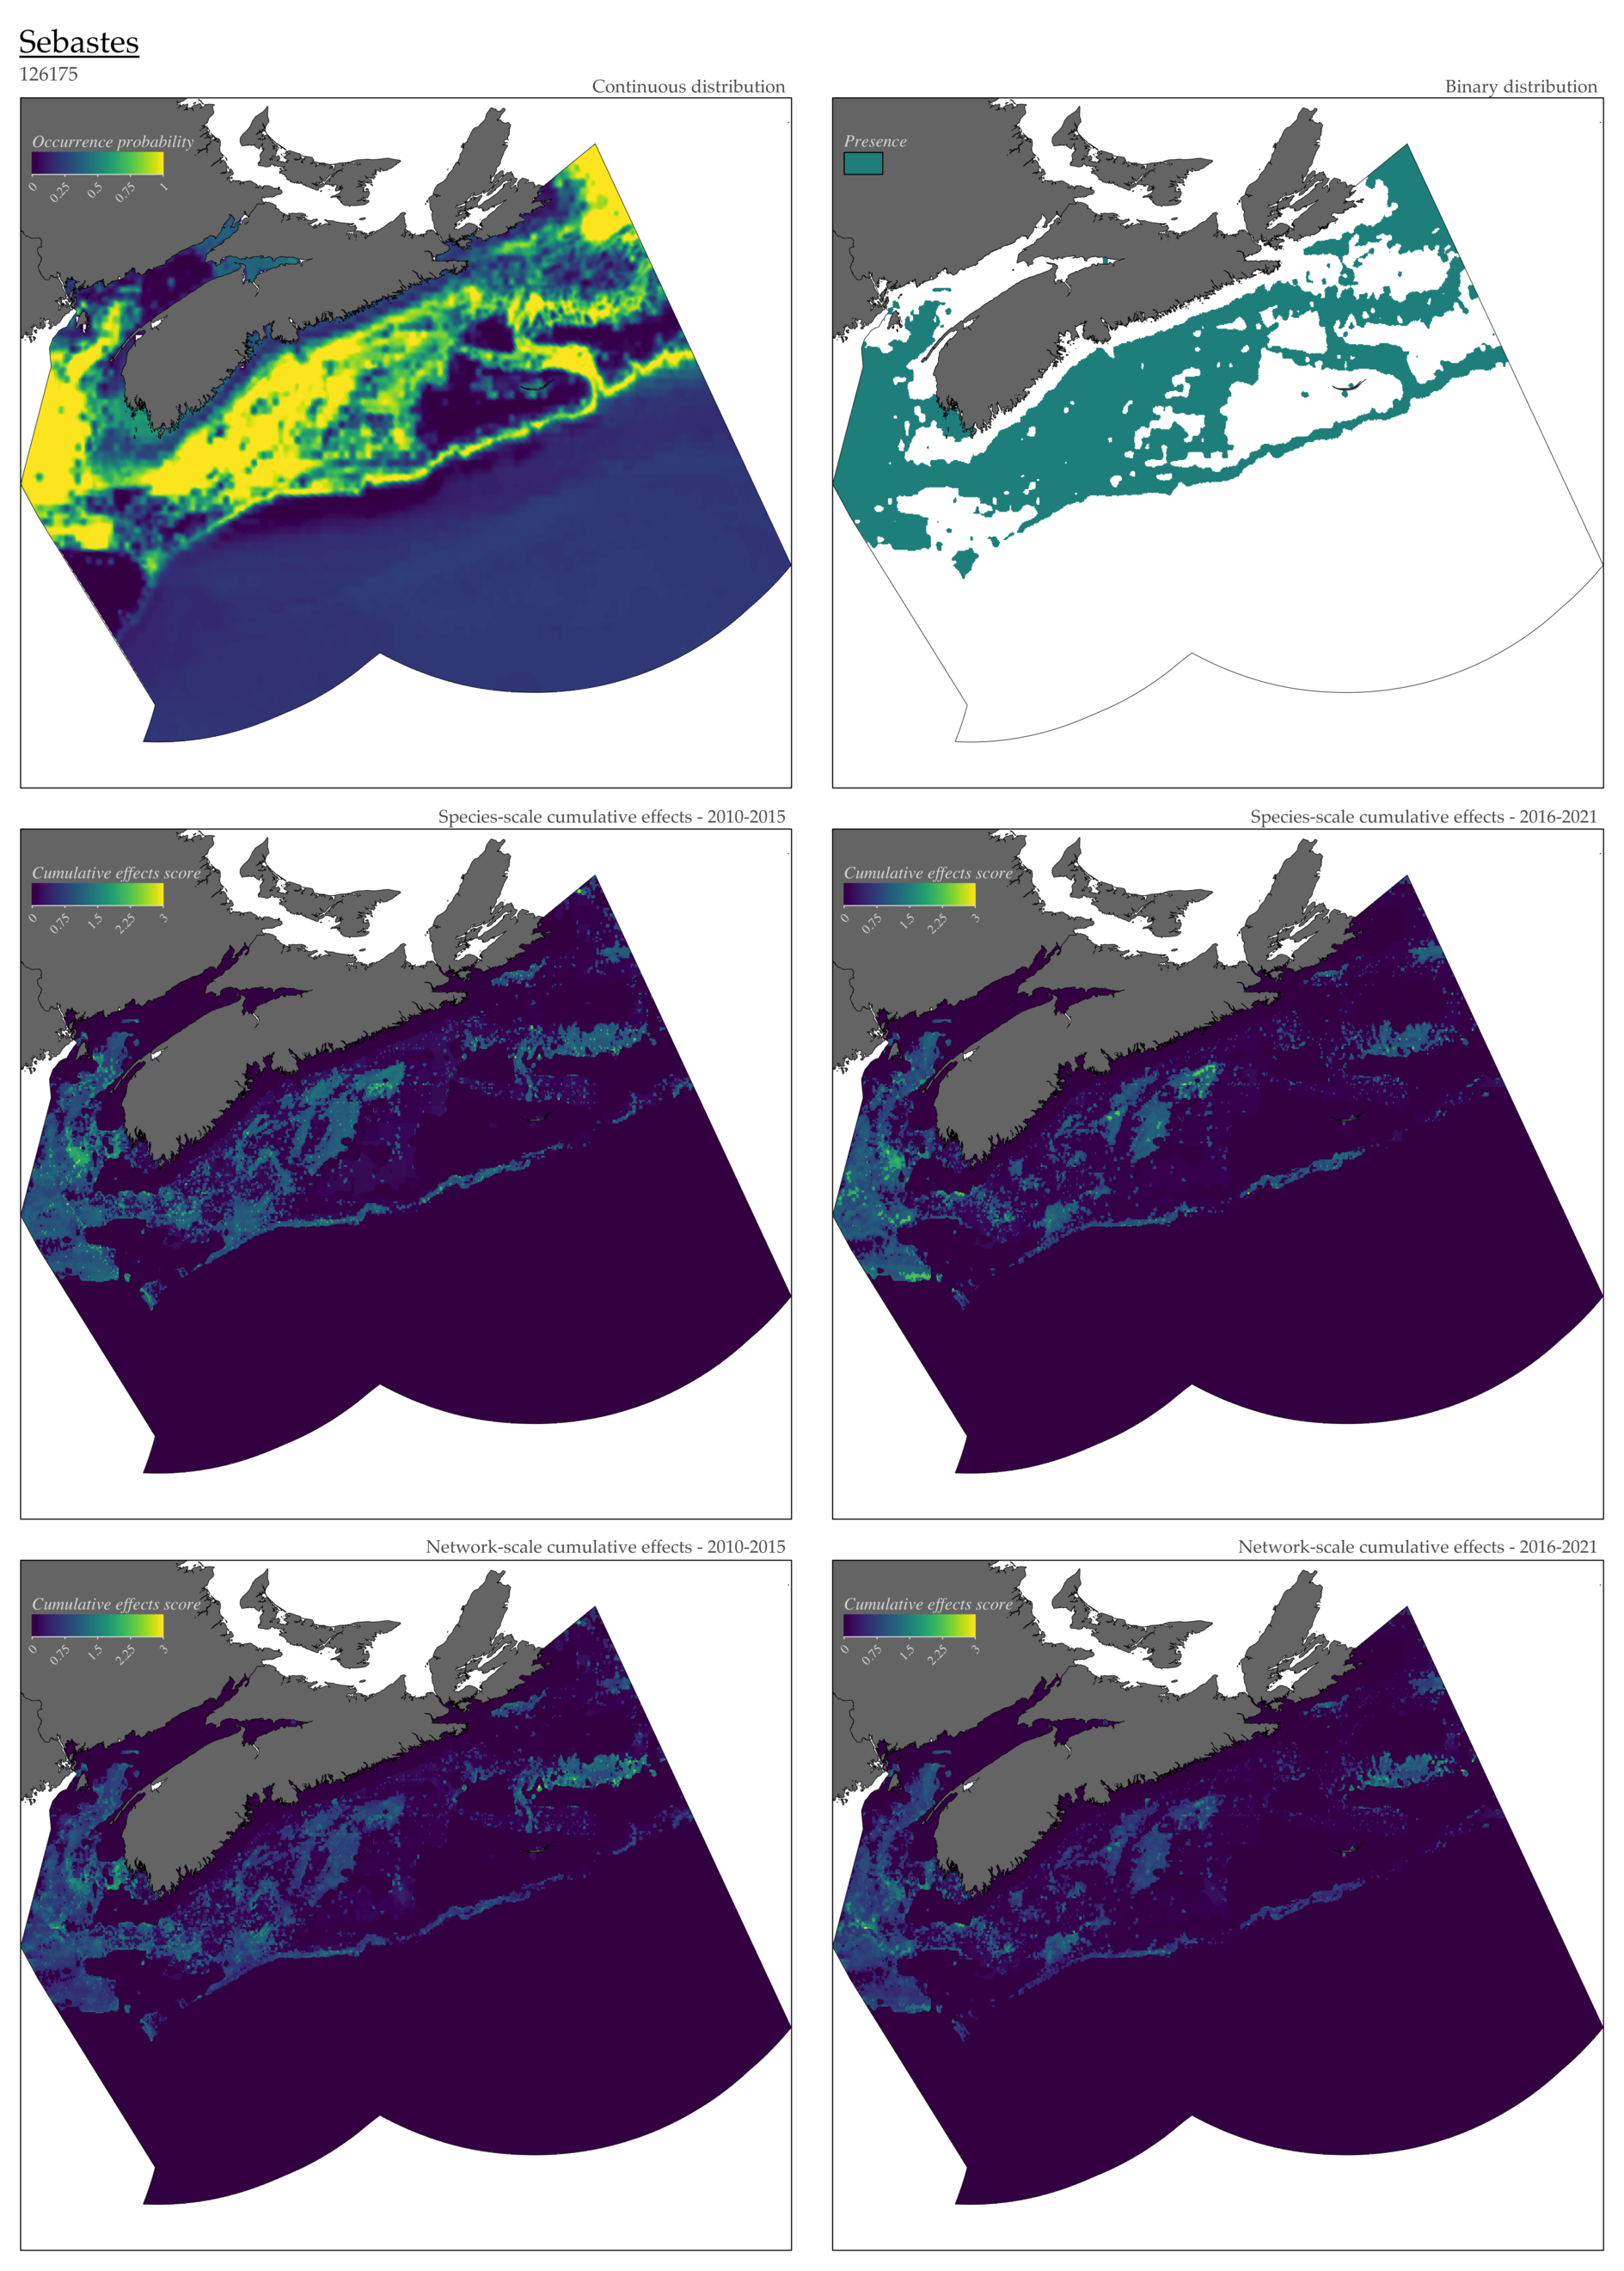 Sebastes
126175
Continuous distribution
Occurrence probability
0 0.25 0.5 0.75 1
Binary distribution
Presence
Species-scale cumulative effects - 2010-2015
Cumulative effects score
0 0.75 1.5 2.25 3
Species-scale cumulative effects - 2016-2021
Cumulative effects score
0 0.75 1.5 2.25 3
Network-scale cumulative effects - 2010-2015
Cumulative effects score
0 0.75 1.5 2.25 3
Network-scale cumulative effects - 2016-2021
Cumulative effects score
0 0.75 1.5 2.25 3